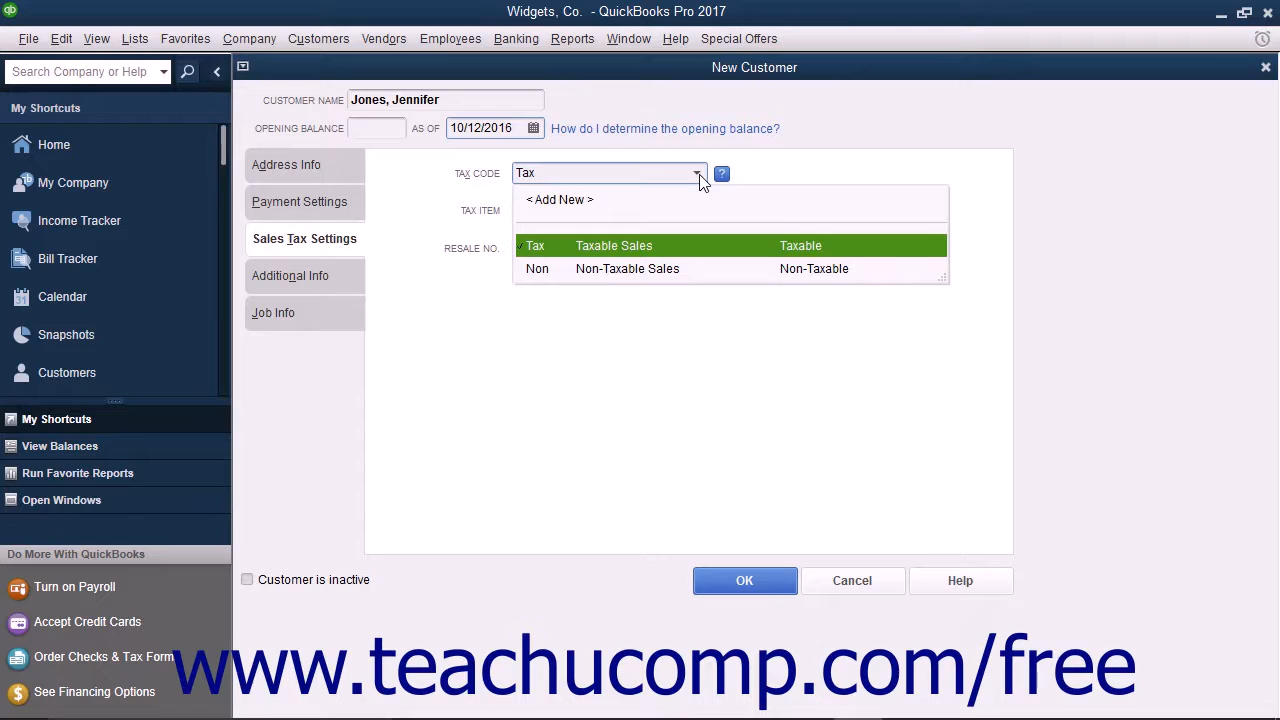 Widgets, Co. - QuickBooks Pro 2017
File Edit View Lists Favorites Company Customers Vendors Employees Banking Reports Window Help Special Offers
Search Company or Help
New Customer
My Shortcuts
Home
My Company
Income Tracker
Bill Tracker
31 Calendar
Snapshots
Customers
My Shortcuts
View Balances
Run Favorite Reports
Open Windows
Do More With QuickBooks
Turn on Payroll
Accept Credit Cards
Order Checks & Tax Form
See Financing Options
CUSTOMER NAME Jones, Jennifer
OPENING BALANCE AS OF 10/12/2016 How do I determine the opening balance?
Address Info
Payment Settings
Sales Tax Settings
Additional Info
Job Info
TAX CODE Tax ?
TAX ITEM
RESALE NO.
< Add New >
✓ Tax Taxable Sales Taxable
Non Non-Taxable Sales Non-Taxable
Customer is inactive
OK Cancel Help
www.teachucomp.com/free